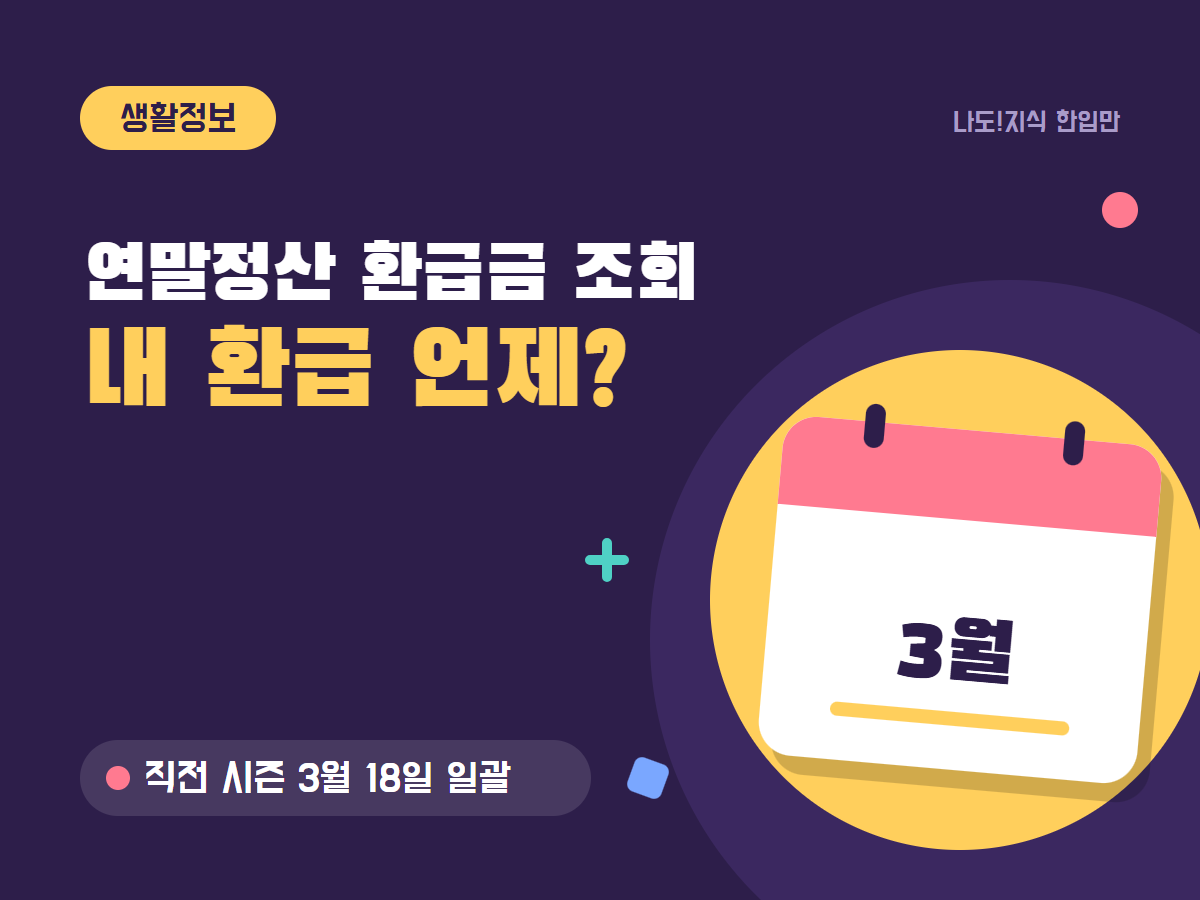 생활정보
나도!지식 한입만
연말정산 환급금 조회
내 환급 언제?
3월
직전 시즌 3월 18일 일괄